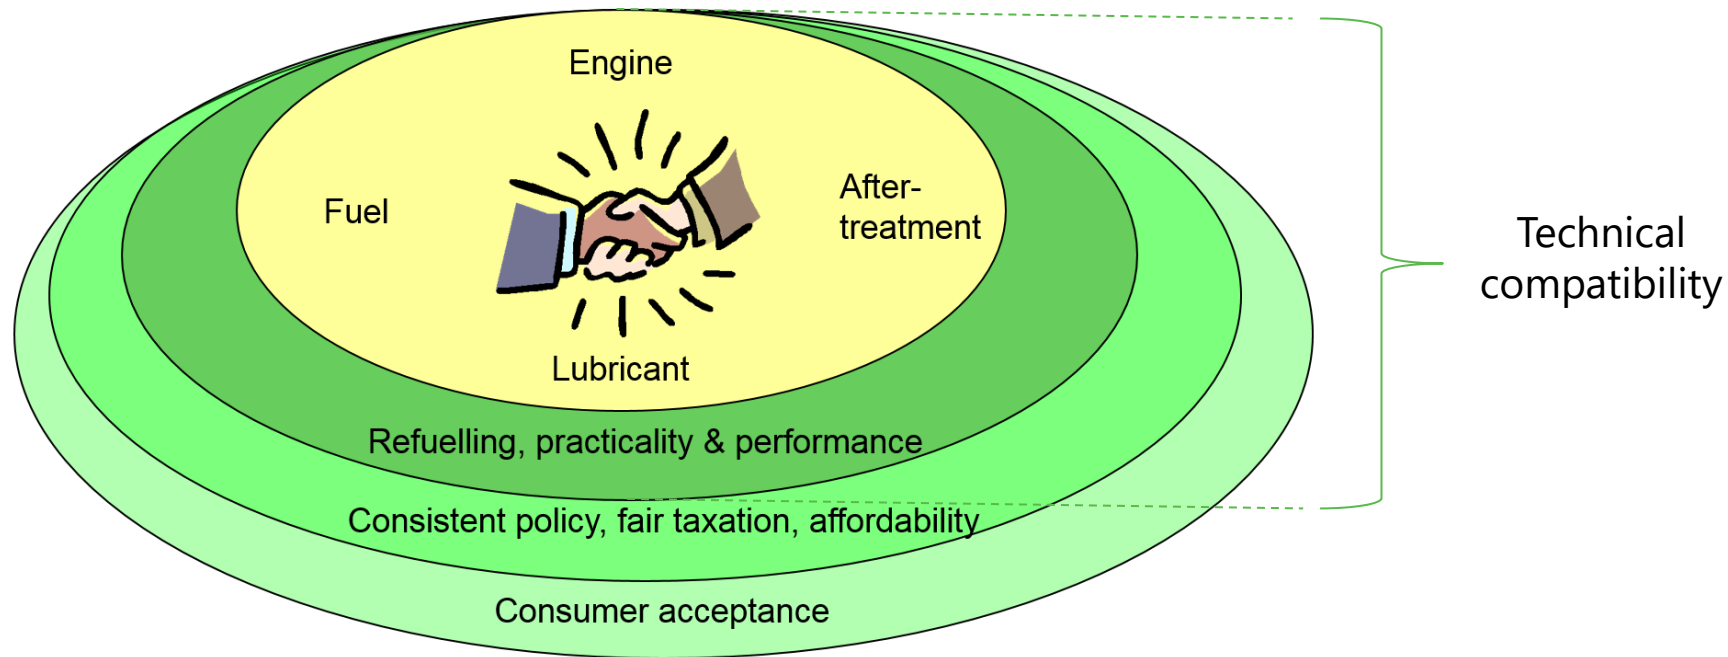 Engine
Fuel
After-
treatment
Lubricant
Refuelling, practicality & performance
Consistent policy, fair taxation, affordability
Consumer acceptance
Technical
compatibility